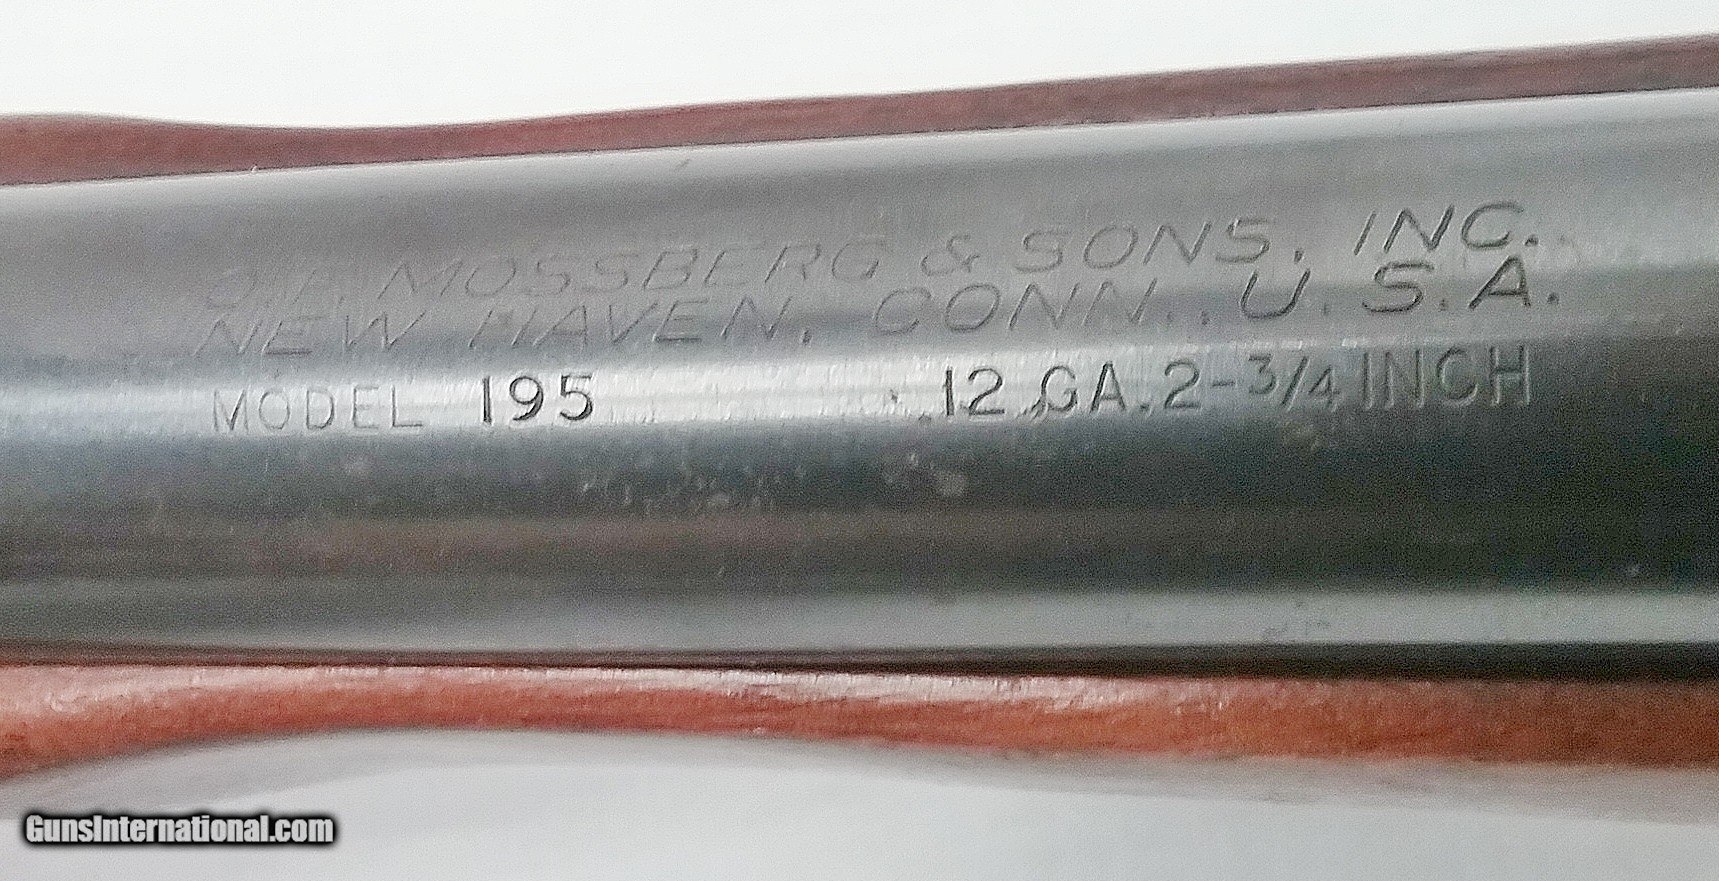 O.F. MOSSBERG & SONS, INC.
NEW HAVEN, CONN., U.S.A.
MODEL 195 12 GA. 2-3/4 INCH
GunsInternational.com